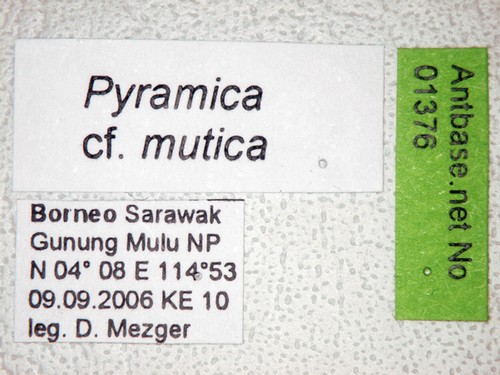 Pyramica
cf. mutica
Borneo Sarawak
Gunung Mulu NP
N 04° 08 E 114°53
09.09.2006 KE 10
leg. D. Mezger
Antbase.net No
01376